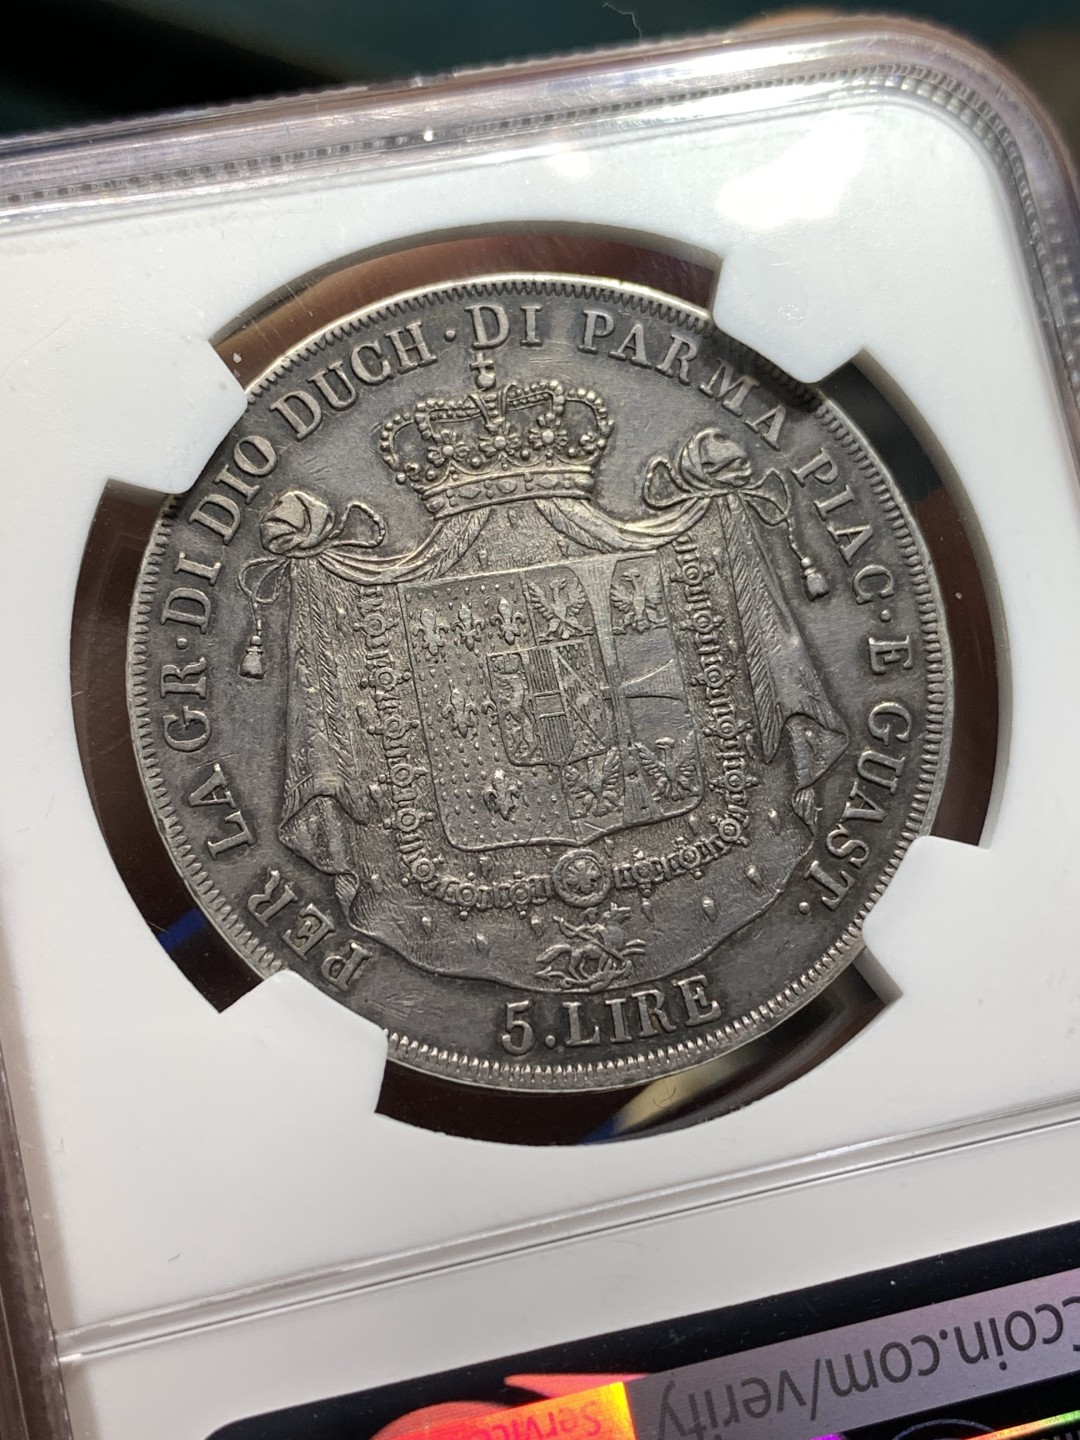 PER LA GR·DI DIO DUCH·DI PARMA PIAC·E GUAST.
5.LIRE
coin.com/verify